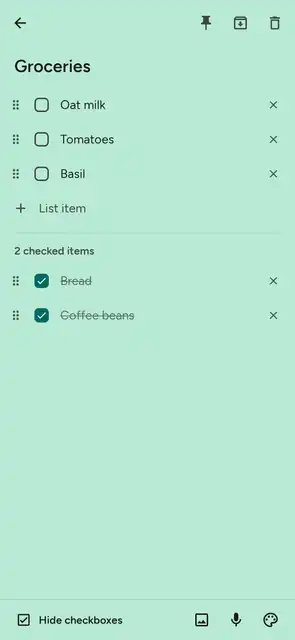 Groceries
Oat milk
Tomatoes
Basil
List item
2 checked items
Bread
Coffee beans
Hide checkboxes